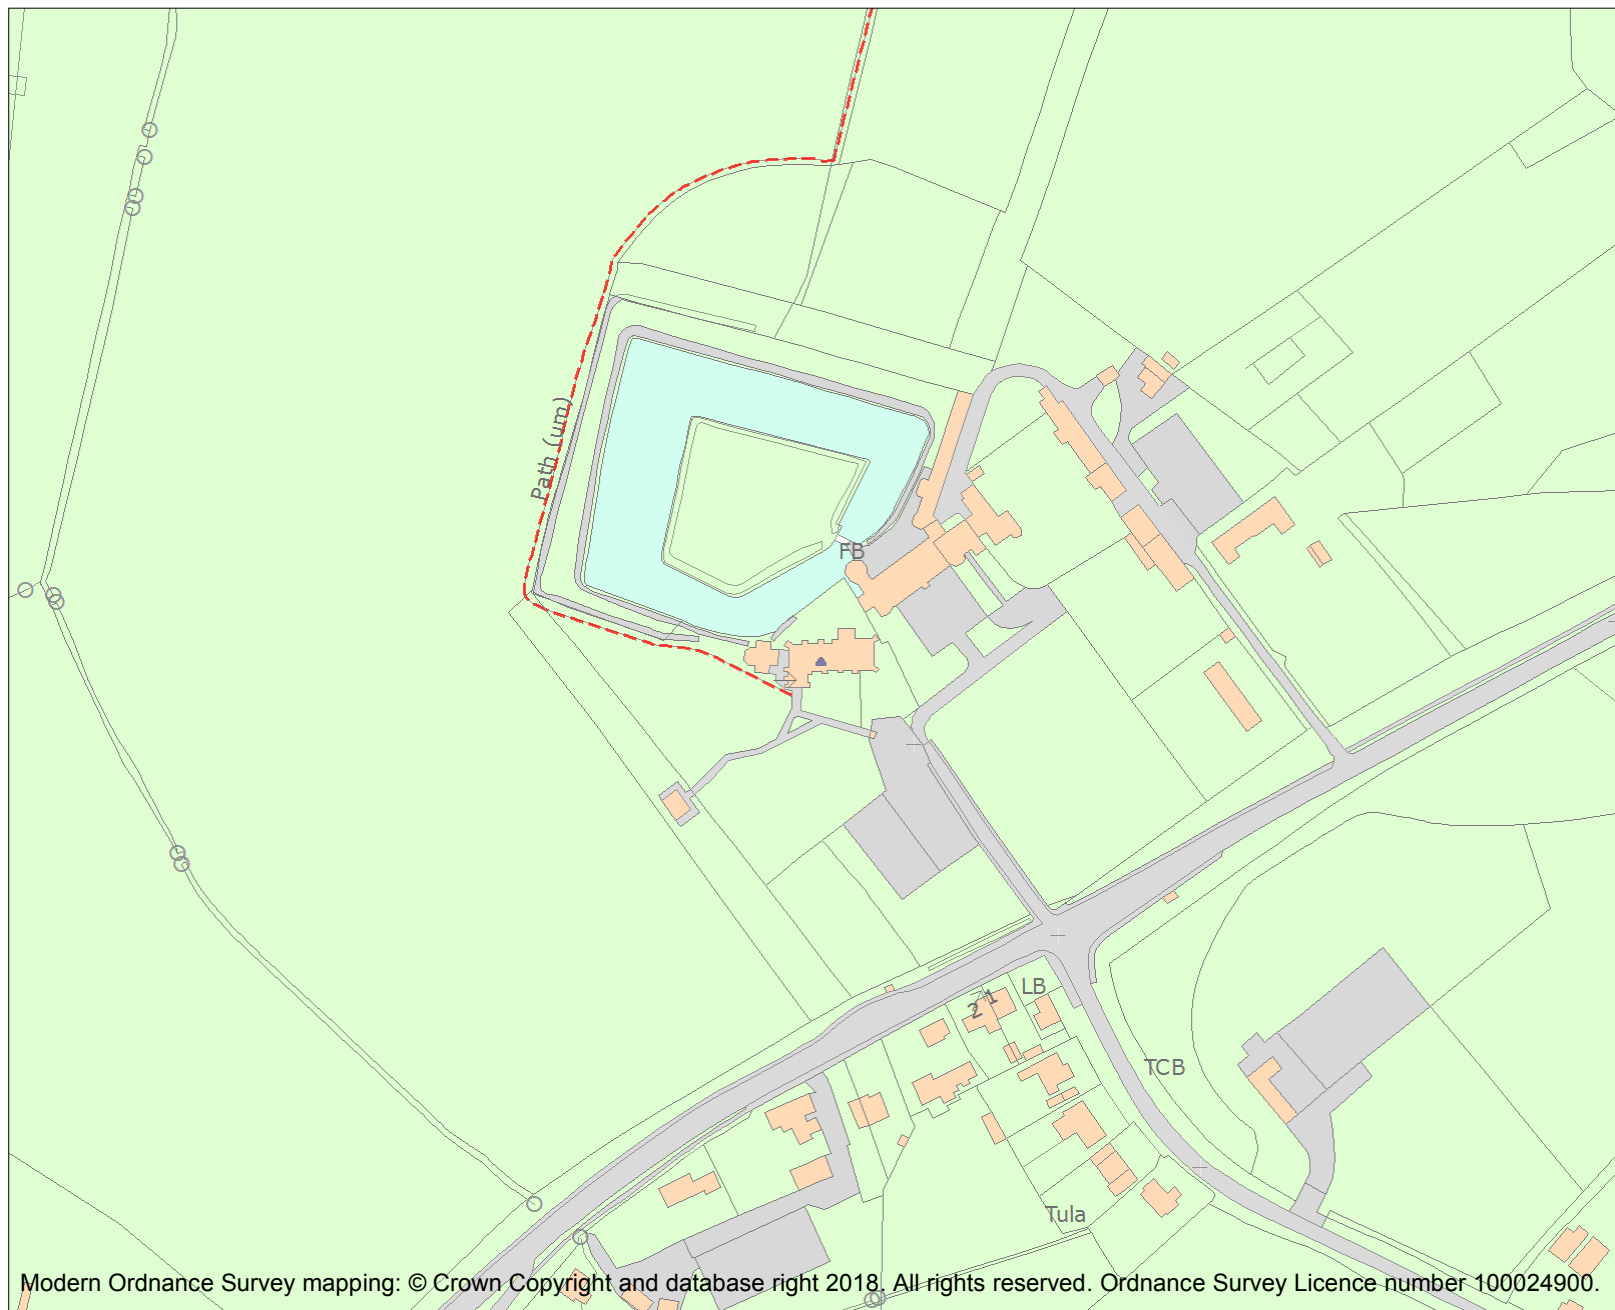 Path (um)
FB
LB
2 1
TCB
Tula
Modern Ordnance Survey mapping: © Crown Copyright and database right 2018. All rights reserved. Ordnance Survey Licence number 100024900.